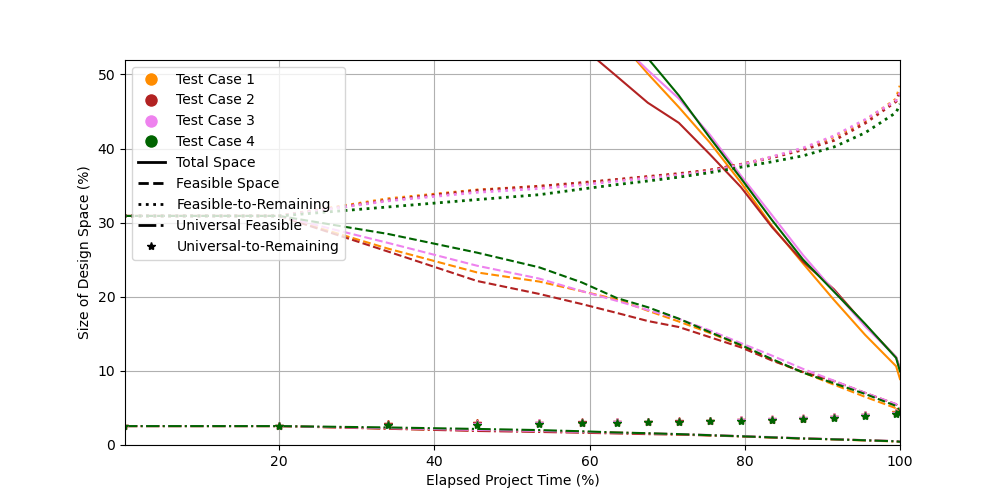 50
40
30
20
10
0
Size of Design Space (%)
Test Case 1
Test Case 2
Test Case 3
Test Case 4
Total Space
Feasible Space
Feasible-to-Remaining
Universal Feasible
Universal-to-Remaining
20
40
60
80
100
Elapsed Project Time (%)